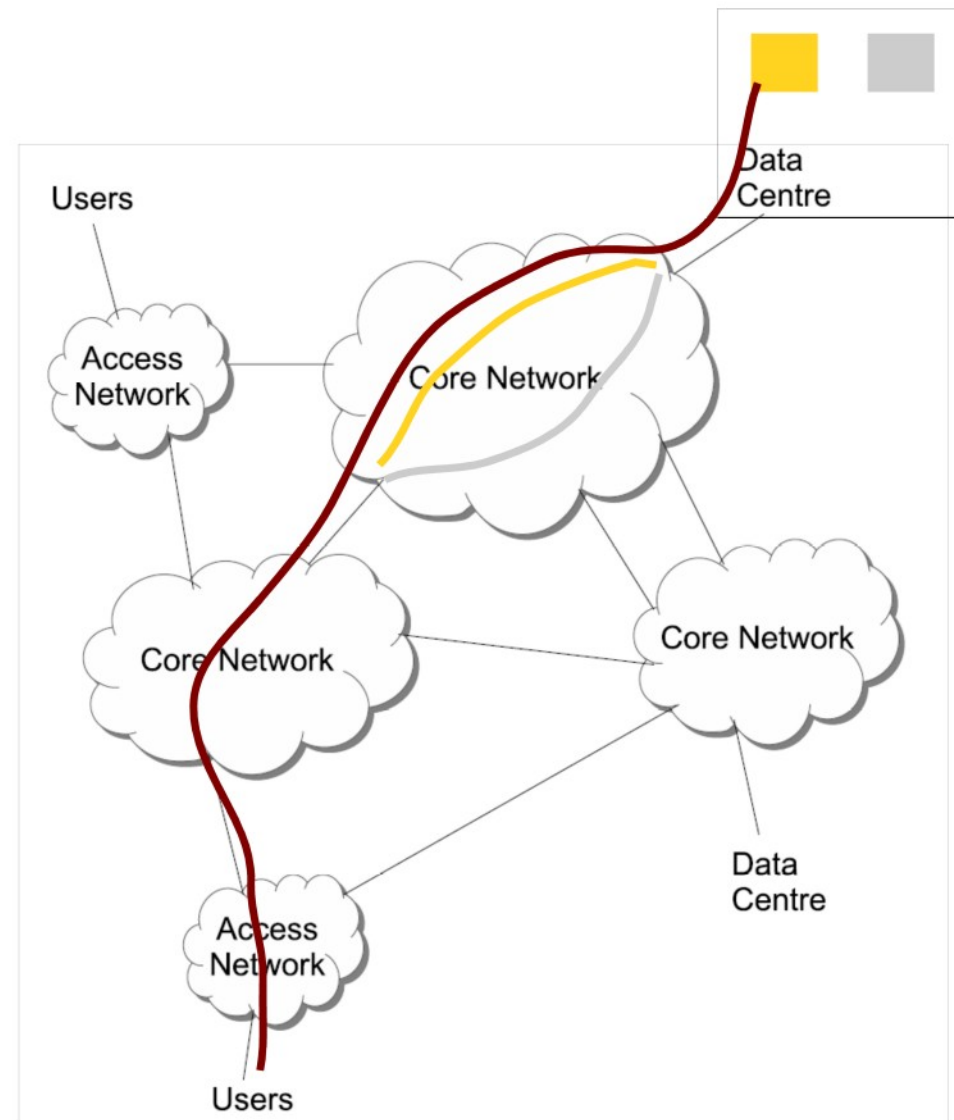 Data
Centre
Users
Access
Network
Core Network
Core Network
Core Network
Data
Centre
Access
Network
Users